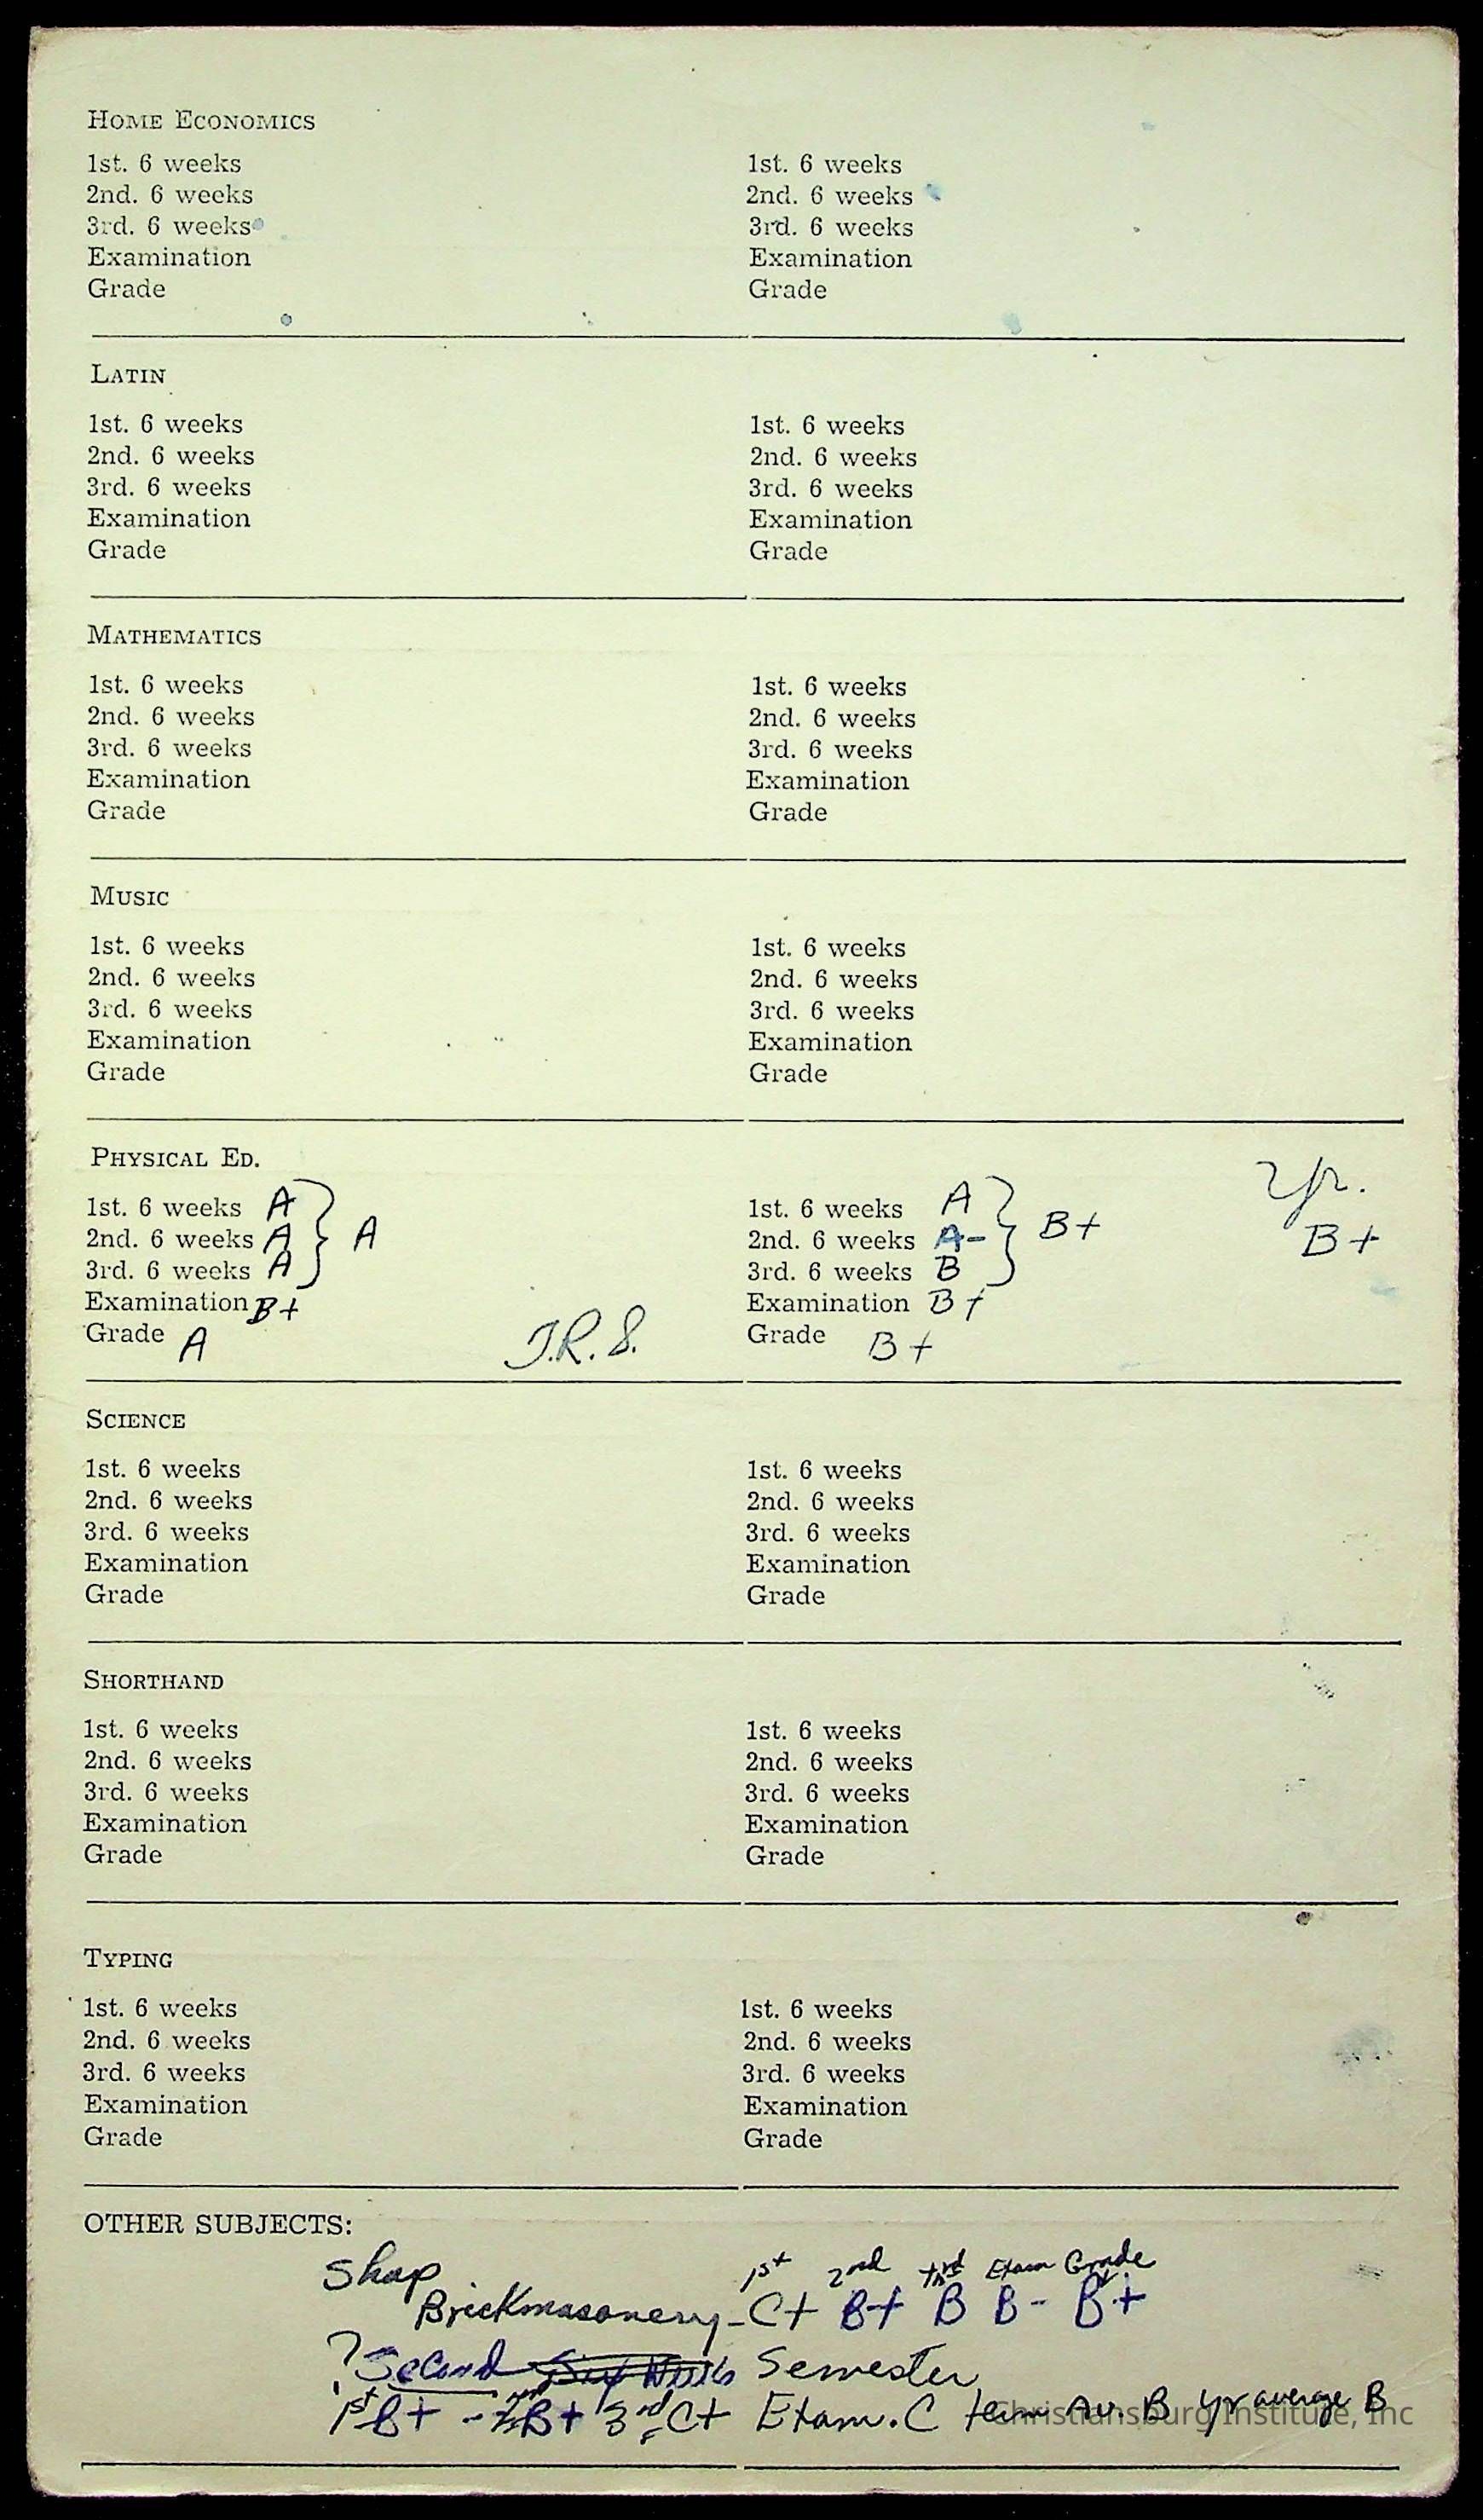 HOME ECONOMICS
1st. 6 weeks 1st. 6 weeks
2nd. 6 weeks 2nd. 6 weeks
3rd. 6 weeks 3rd. 6 weeks
Examination Examination
Grade Grade
LATIN
1st. 6 weeks 1st. 6 weeks
2nd. 6 weeks 2nd. 6 weeks
3rd. 6 weeks 3rd. 6 weeks
Examination Examination
Grade Grade
MATHEMATICS
1st. 6 weeks 1st. 6 weeks
2nd. 6 weeks 2nd. 6 weeks
3rd. 6 weeks 3rd. 6 weeks
Examination Examination
Grade Grade
MUSIC
1st. 6 weeks 1st. 6 weeks
2nd. 6 weeks 2nd. 6 weeks
3rd. 6 weeks 3rd. 6 weeks
Examination Examination
Grade Grade
PHYSICAL ED. yr.
1st. 6 weeks A 1st. 6 weeks A
2nd. 6 weeks A } A 2nd. 6 weeks A- } B+ B+
3rd. 6 weeks A 3rd. 6 weeks B
Examination B+ Examination B+
Grade A J.R.S. Grade B+
SCIENCE
1st. 6 weeks 1st. 6 weeks
2nd. 6 weeks 2nd. 6 weeks
3rd. 6 weeks 3rd. 6 weeks
Examination Examination
Grade Grade
SHORTHAND
1st. 6 weeks 1st. 6 weeks
2nd. 6 weeks 2nd. 6 weeks
3rd. 6 weeks 3rd. 6 weeks
Examination Examination
Grade Grade
TYPING
1st. 6 weeks 1st. 6 weeks
2nd. 6 weeks 2nd. 6 weeks
3rd. 6 weeks 3rd. 6 weeks
Examination Examination
Grade Grade
OTHER SUBJECTS:
Shop 1st 2nd Exam Grade
Brickmasonery - C+ B+ B B- B+
? Second Six Weeks Semester
1st B+ - 2nd B+ 3rd C+ Exam. C term Av. B yr average B
Christiansburg Institute, Inc